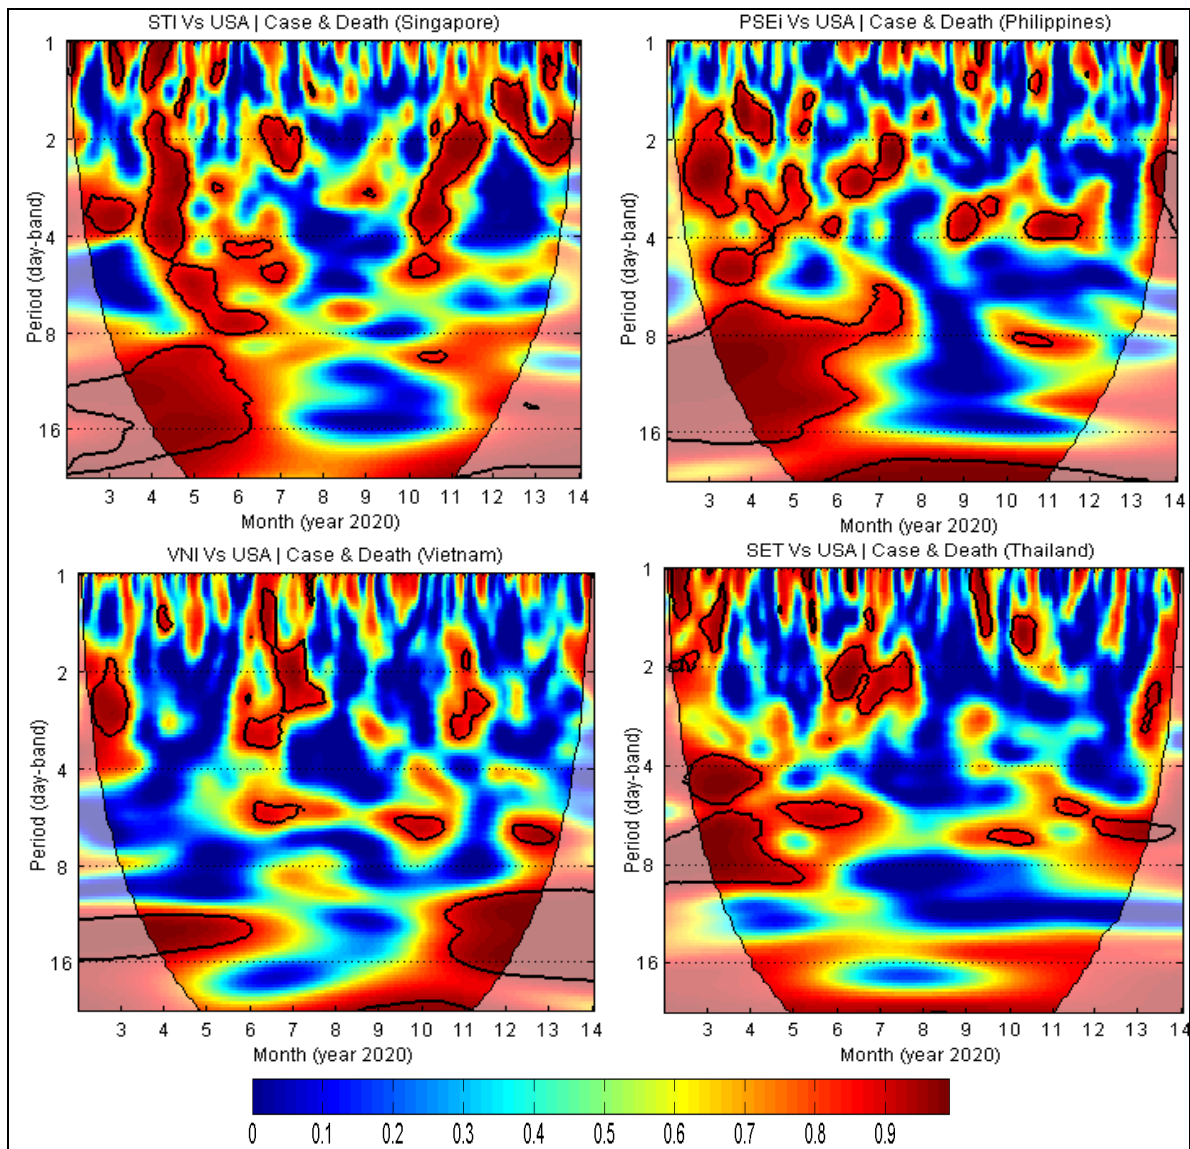 STI Vs USA | Case & Death (Singapore)
1
2
4
8
16
Period (day-band)
3 4 5 6 7 8 9 10 11 12 13 14
Month (year 2020)
PSEi Vs USA | Case & Death (Philippines)
1
2
4
8
16
Period (day-band)
3 4 5 6 7 8 9 10 11 12 13 14
Month (year 2020)
VNI Vs USA | Case & Death (Vietnam)
1
2
4
8
16
Period (day-band)
3 4 5 6 7 8 9 10 11 12 13 14
Month (year 2020)
SET Vs USA | Case & Death (Thailand)
1
2
4
8
16
Period (day-band)
3 4 5 6 7 8 9 10 11 12 13 14
Month (year 2020)
0 0.1 0.2 0.3 0.4 0.5 0.6 0.7 0.8 0.9